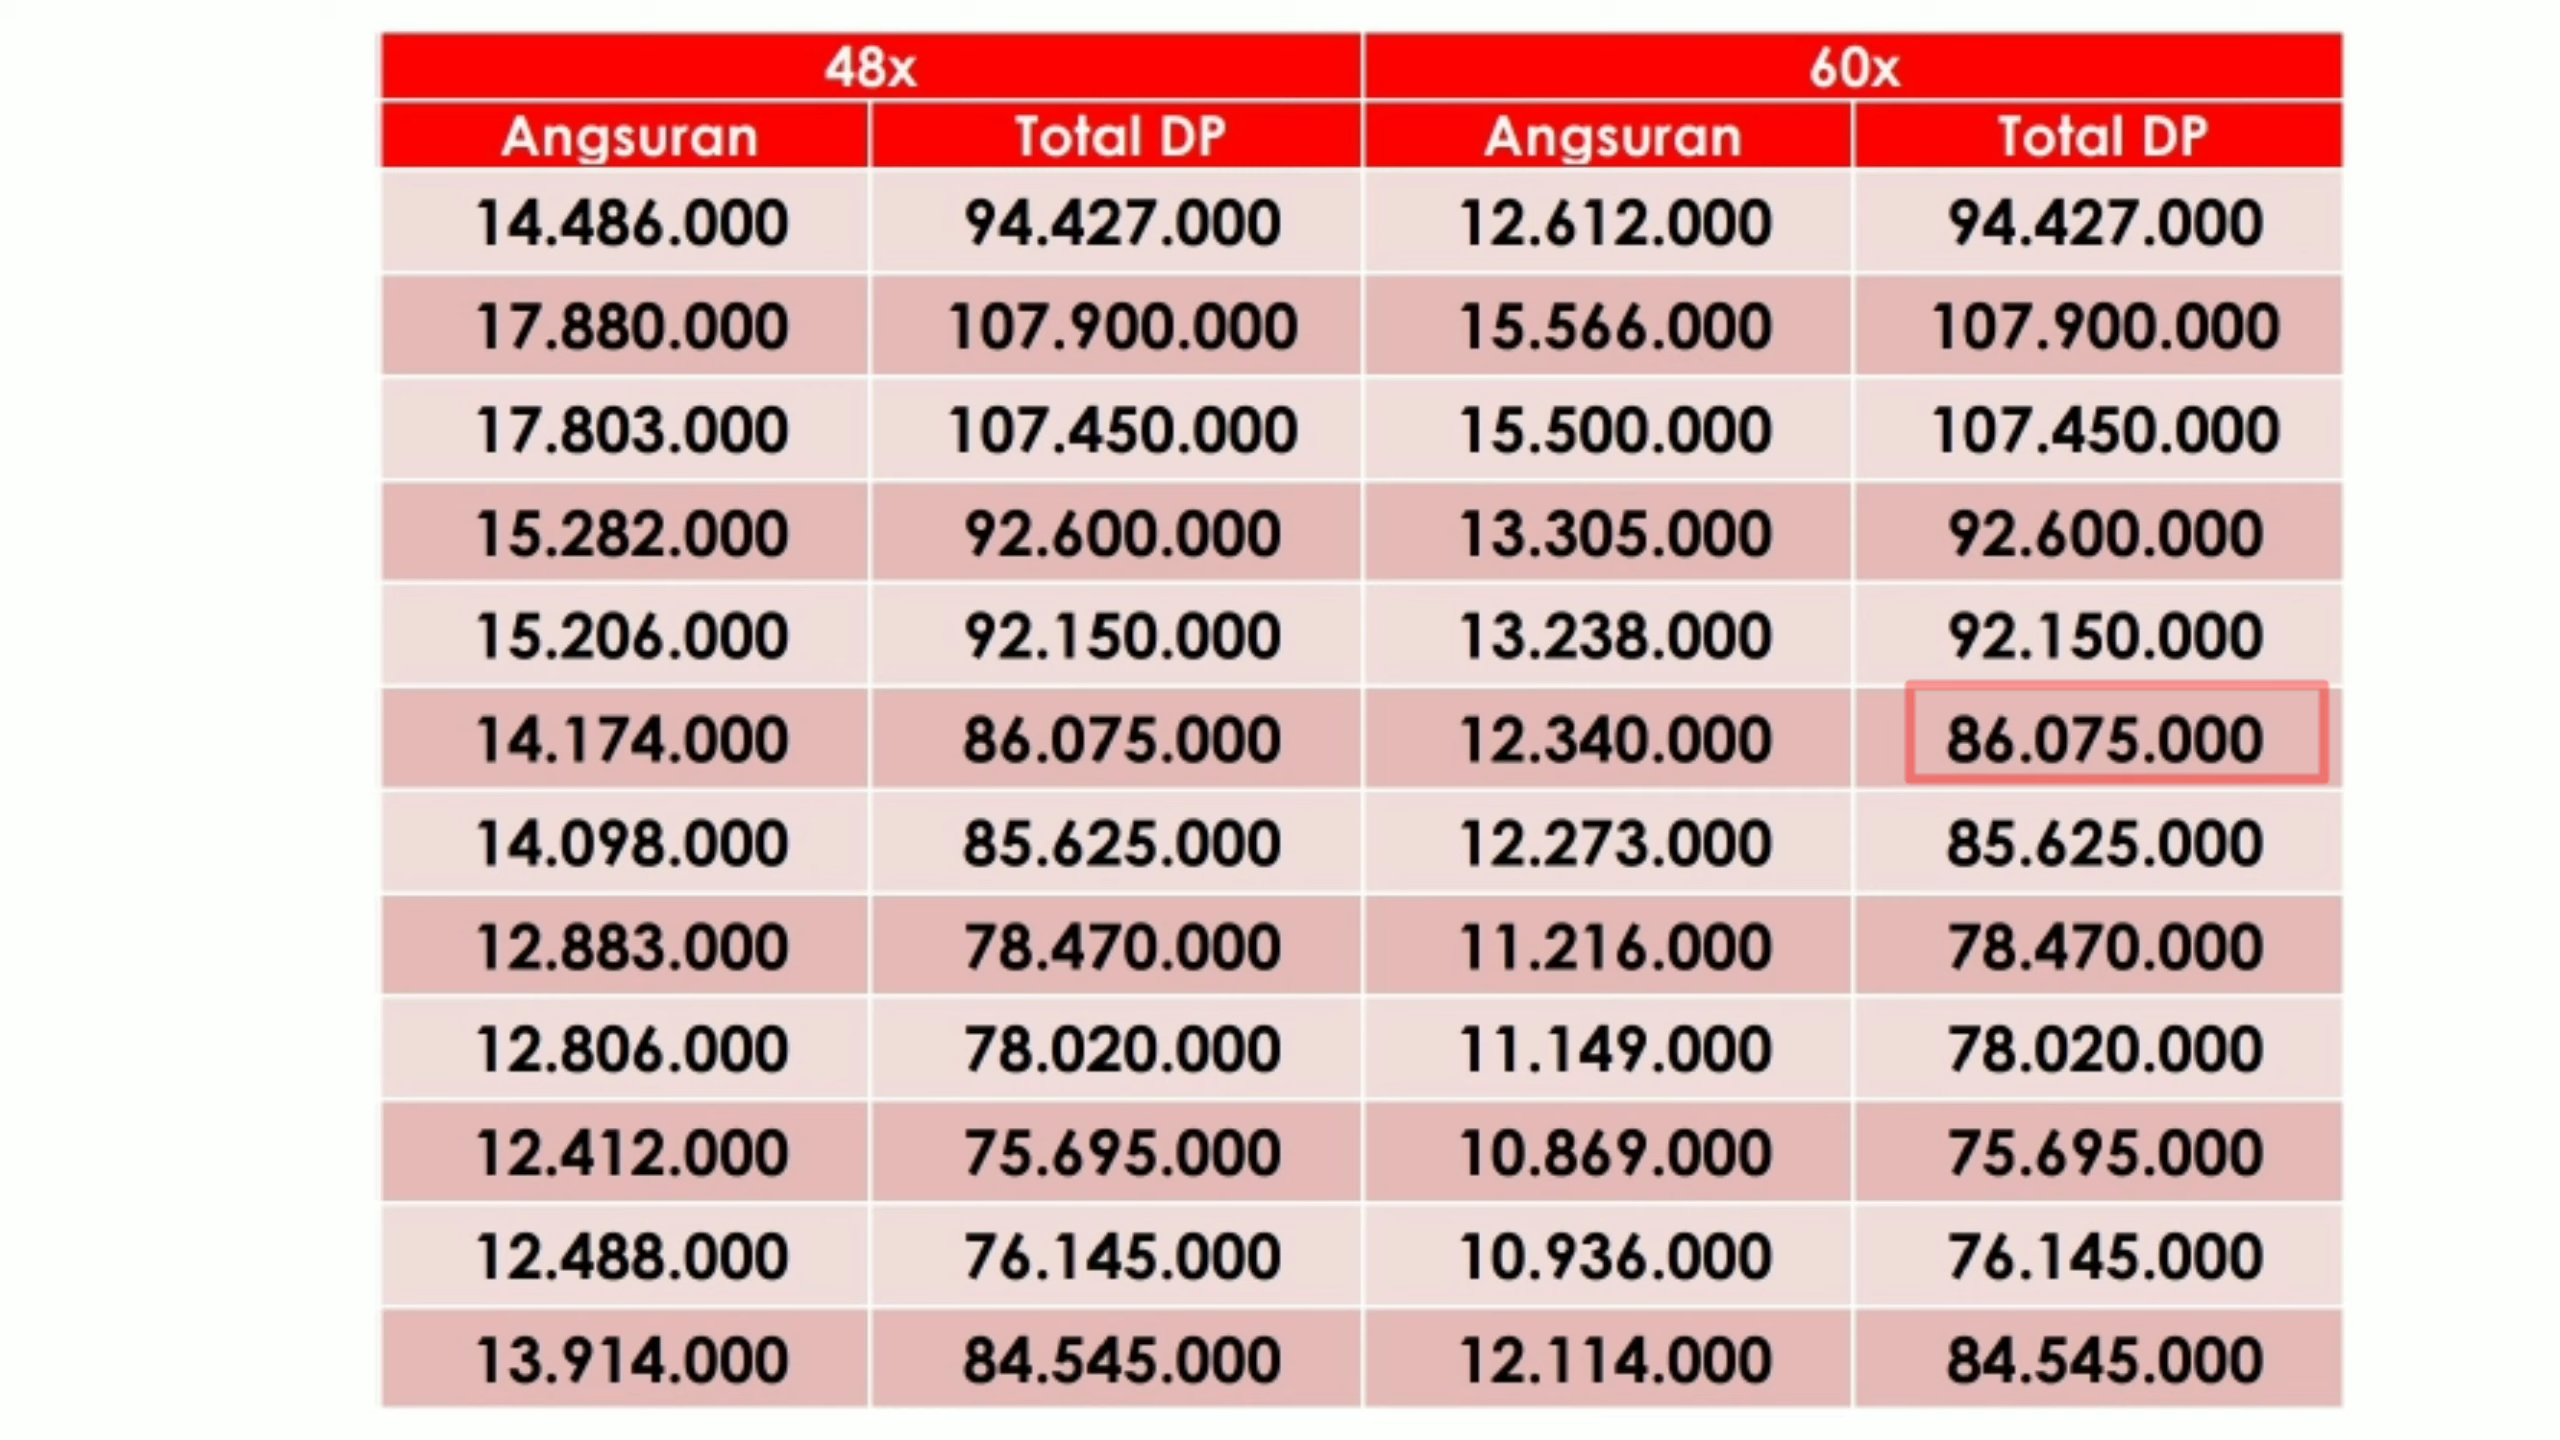 48x 60x
Angsuran Total DP Angsuran Total DP
14.486.000 94.427.000 12.612.000 94.427.000
17.880.000 107.900.000 15.566.000 107.900.000
17.803.000 107.450.000 15.500.000 107.450.000
15.282.000 92.600.000 13.305.000 92.600.000
15.206.000 92.150.000 13.238.000 92.150.000
14.174.000 86.075.000 12.340.000 86.075.000
14.098.000 85.625.000 12.273.000 85.625.000
12.883.000 78.470.000 11.216.000 78.470.000
12.806.000 78.020.000 11.149.000 78.020.000
12.412.000 75.695.000 10.869.000 75.695.000
12.488.000 76.145.000 10.936.000 76.145.000
13.914.000 84.545.000 12.114.000 84.545.000